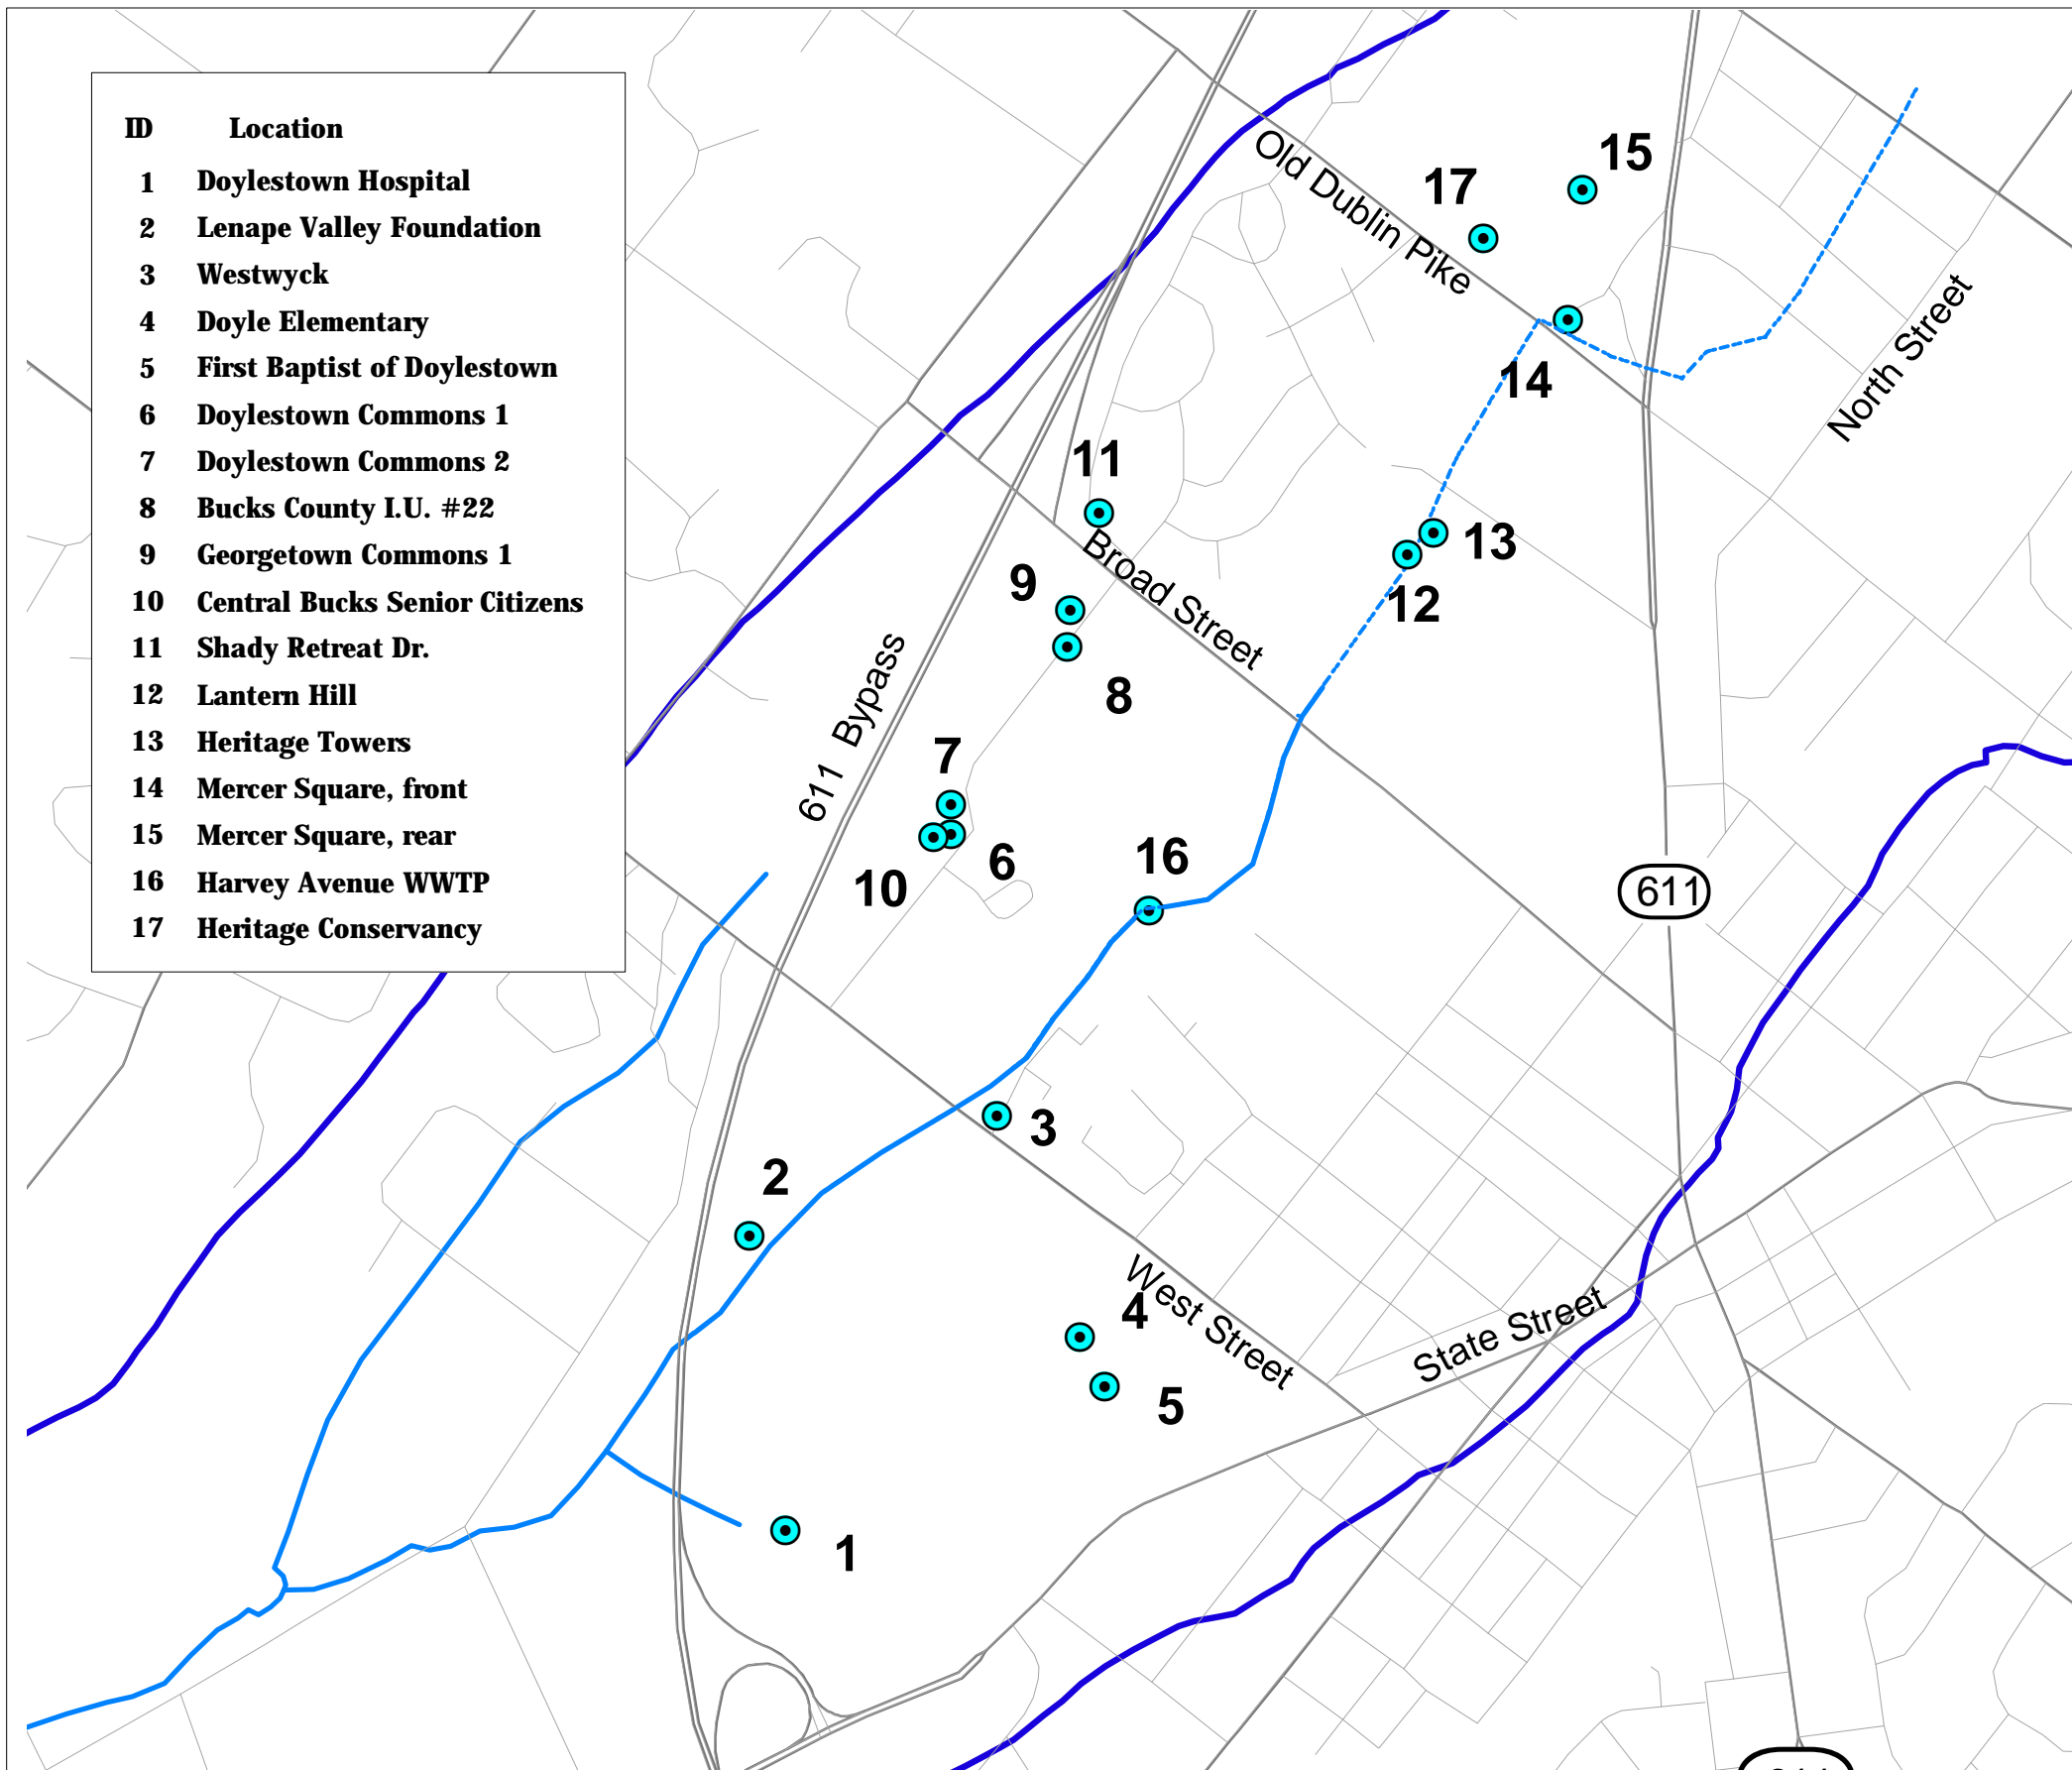 ID Location
1 Doylestown Hospital
2 Lenape Valley Foundation
3 Westwyck
4 Doyle Elementary
5 First Baptist of Doylestown
6 Doylestown Commons 1
7 Doylestown Commons 2
8 Bucks County I.U. #22
9 Georgetown Commons 1
10 Central Bucks Senior Citizens
11 Shady Retreat Dr.
12 Lantern Hill
13 Heritage Towers
14 Mercer Square, front
15 Mercer Square, rear
16 Harvey Avenue WWTP
17 Heritage Conservancy
Old Dublin Pike
15
17
14
North Street
11
13
12
Broad Street
9
8
611 Bypass
7
6
10
16
611
3
2
West Street
4
State Street
5
1